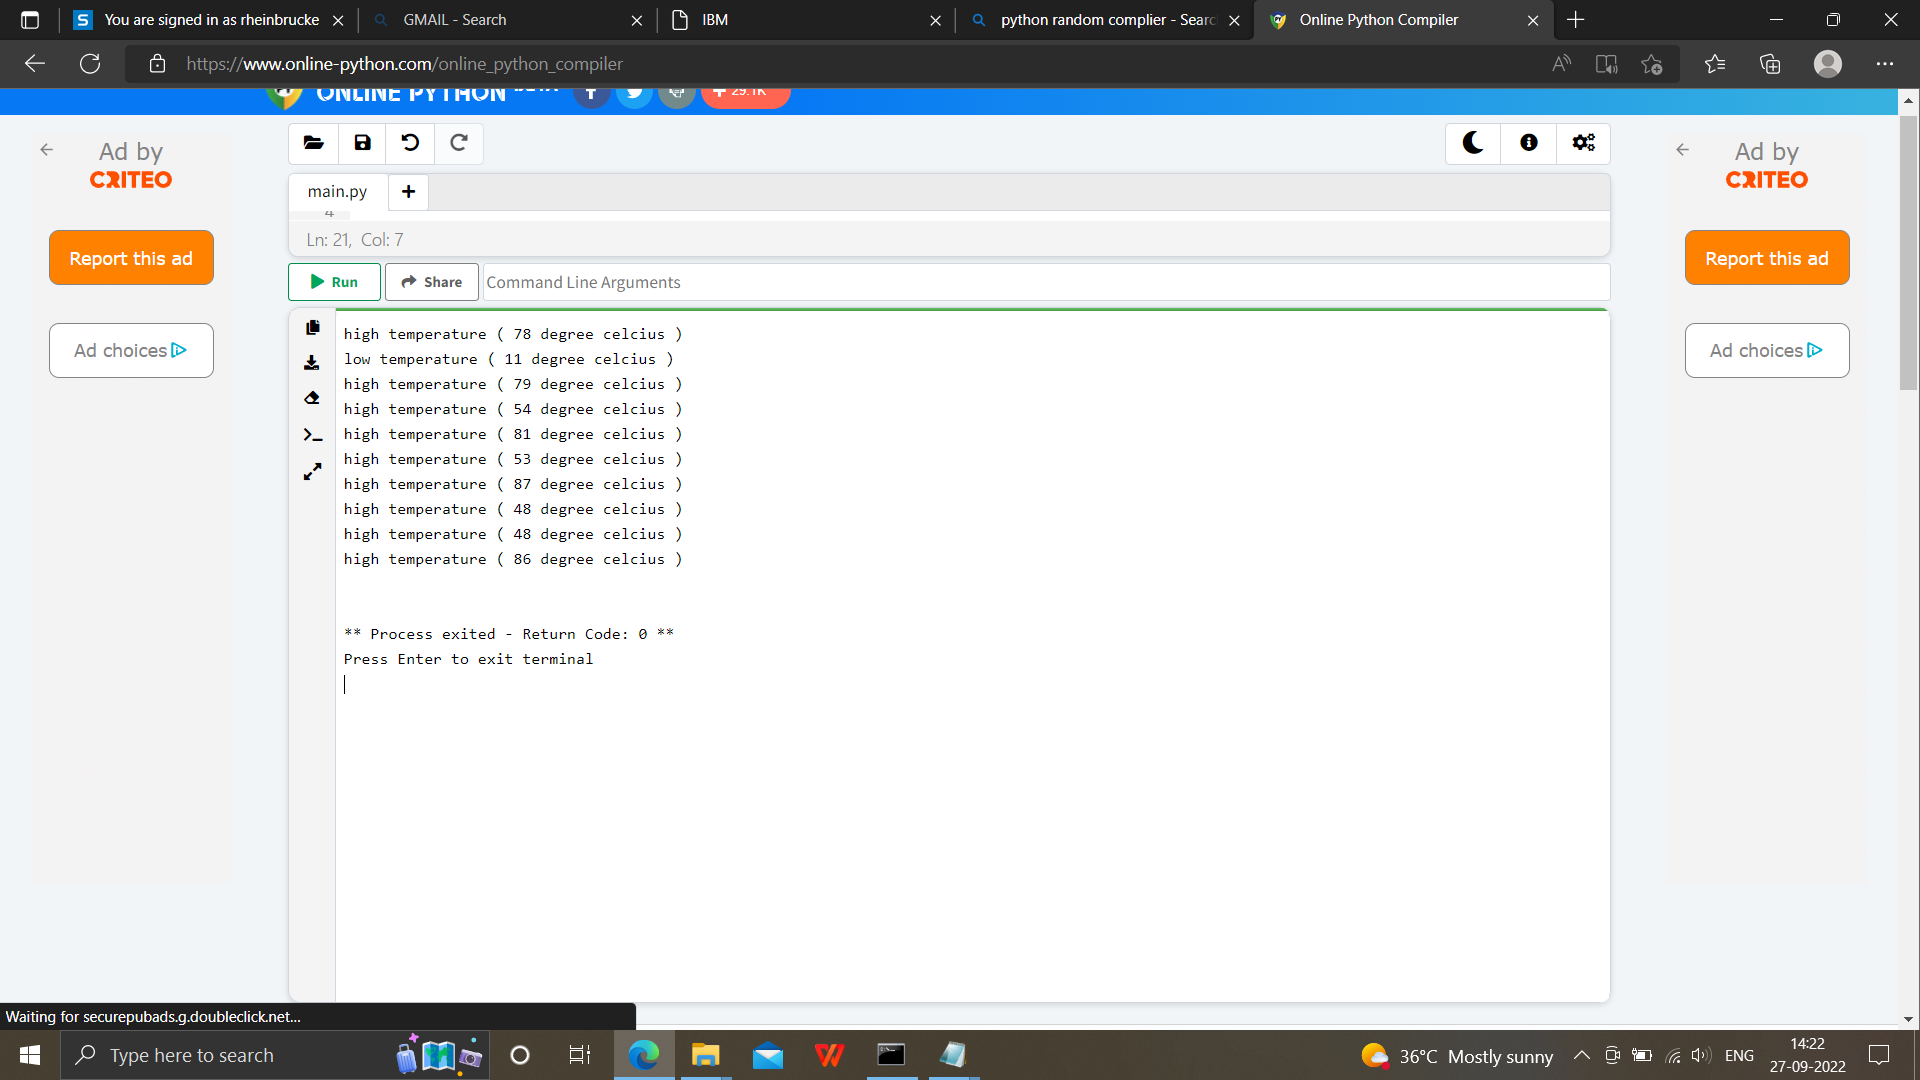 You are signed in as rheinbrucke
GMAIL - Search
IBM
python random complier - Searc
Online Python Compiler
https://www.online-python.com/online_python_compiler
ONLINE PYTHON BETA
29.1K
Ad by
CRITEO
Report this ad
Ad choices
main.py
4
Ln: 21, Col: 7
Run
Share
Command Line Arguments
high temperature ( 78 degree celcius )
low temperature ( 11 degree celcius )
high temperature ( 79 degree celcius )
high temperature ( 54 degree celcius )
high temperature ( 81 degree celcius )
high temperature ( 53 degree celcius )
high temperature ( 87 degree celcius )
high temperature ( 48 degree celcius )
high temperature ( 48 degree celcius )
high temperature ( 86 degree celcius )
** Process exited - Return Code: 0 **
Press Enter to exit terminal
Ad by
CRITEO
Report this ad
Ad choices
Waiting for securepubads.g.doubleclick.net...
Type here to search
36°C Mostly sunny
ENG
14:22
27-09-2022